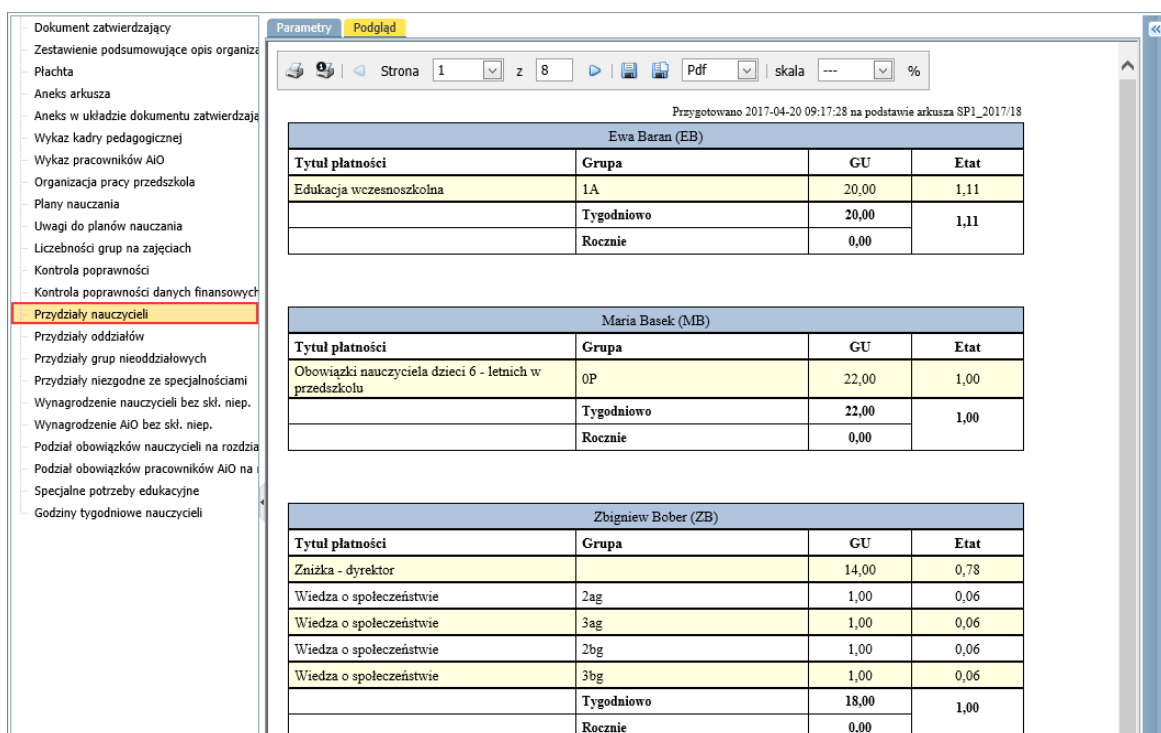 Dokument zatwierdzający
Zestawienie podsumowujące opis organiza
Płachta
Aneks arkusza
Aneks w układzie dokumentu zatwierdzają
Wykaz kadry pedagogicznej
Wykaz pracowników AiO
Organizacja pracy przedszkola
Plany nauczania
Uwagi do planów nauczania
Liczebności grup na zajęciach
Kontrola poprawności
Kontrola poprawności danych finansowych
Przydziały nauczycieli
Przydziały oddziałów
Przydziały grup nieoddziałowych
Przydziały niezgodne ze specjalnościami
Wynagrodzenie nauczycieli bez skł. niep.
Wynagrodzenie AiO bez skł. niep.
Podział obowiązków nauczycieli na rozdzia
Podział obowiązków pracowników AiO na
Specjalne potrzeby edukacyjne
Godziny tygodniowe nauczycieli
Parametry Podgląd
Strona 1 z 8 Pdf skala --- %
Przygotowano 2017-04-20 09:17:28 na podstawie arkusza SP1_2017/18
Ewa Baran (EB)
Tytuł płatności Grupa GU Etat
Edukacja wczesnoszkolna 1A 20,00 1,11
Tygodniowo 20,00 1,11
Rocznie 0,00
Maria Basek (MB)
Tytuł płatności Grupa GU Etat
Obowiązki nauczyciela dzieci 6 - letnich w
przedszkolu 0P 22,00 1,00
Tygodniowo 22,00 1,00
Rocznie 0,00
Zbigniew Bober (ZB)
Tytuł płatności Grupa GU Etat
Zniżka - dyrektor 14,00 0,78
Wiedza o społeczeństwie 2ag 1,00 0,06
Wiedza o społeczeństwie 3ag 1,00 0,06
Wiedza o społeczeństwie 2bg 1,00 0,06
Wiedza o społeczeństwie 3bg 1,00 0,06
Tygodniowo 18,00 1,00
Rocznie 0,00